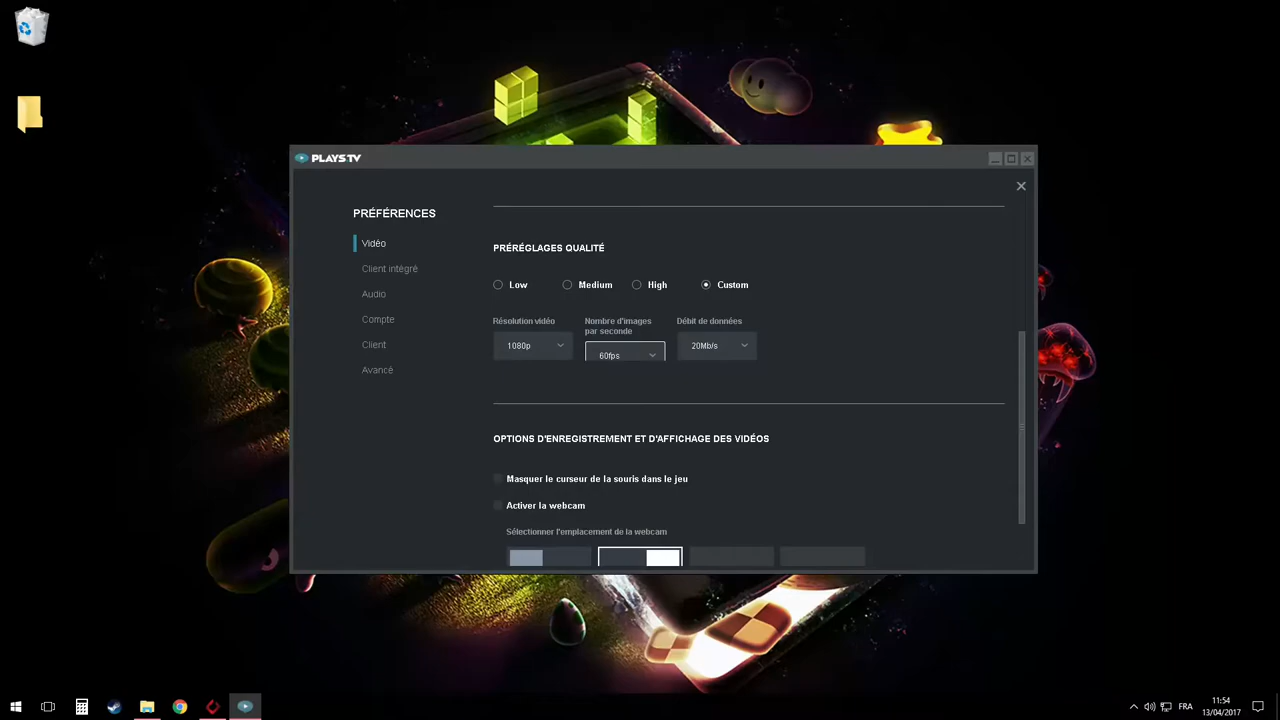 PLAYS.TV
PRÉFÉRENCES
Vidéo
Client intégré
Audio
Compte
Client
Avancé
PRÉRÉGLAGES QUALITÉ
Low Medium High Custom
Résolution vidéo
1080p
Nombre d'images
par seconde
60fps
Débit de données
20Mb/s
OPTIONS D'ENREGISTREMENT ET D'AFFICHAGE DES VIDÉOS
Masquer le curseur de la souris dans le jeu
Activer la webcam
Sélectionner l'emplacement de la webcam
FRA
11:54
13/04/2017